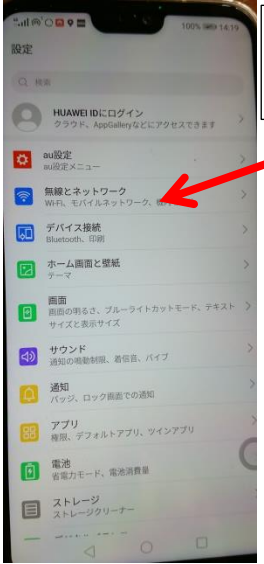 100% 14:19
設定
検索
HUAWEI IDにログイン
クラウド、AppGalleryなどにアクセスできます
au設定
au設定メニュー
無線とネットワーク
Wi-Fi、モバイルネットワーク、
デバイス接続
Bluetooth、印刷
ホーム画面と壁紙
テーマ
画面
画面の明るさ、ブルーライトカットモード、テキスト
サイズと表示サイズ
サウンド
通知の鳴動制限、着信音、バイブ
通知
バッジ、ロック画面での通知
アプリ
権限、デフォルトアプリ、ツインアプリ
電池
省電力モード、電池消費量
ストレージ
ストレージクリーナー